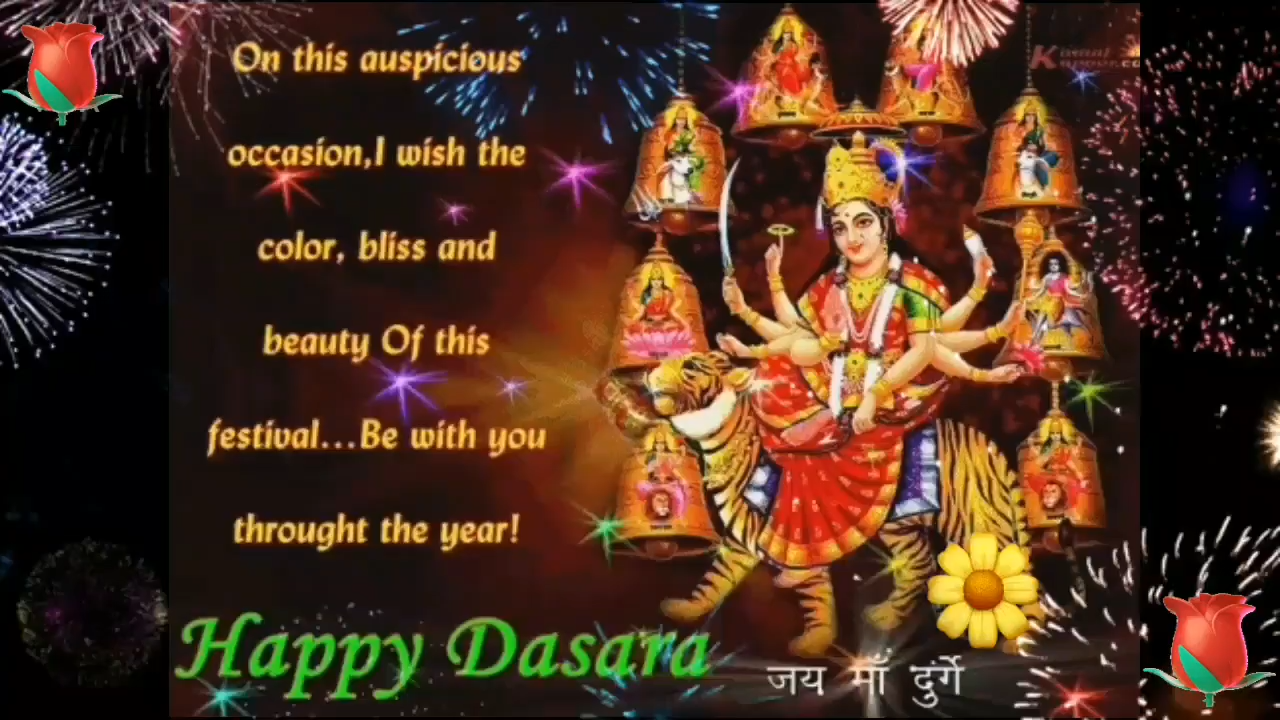 On this auspicious
occasion,I wish the
color, bliss and
beauty Of this
festival...Be with you
throught the year!
Happy Dasara
जय माँ दुर्गे